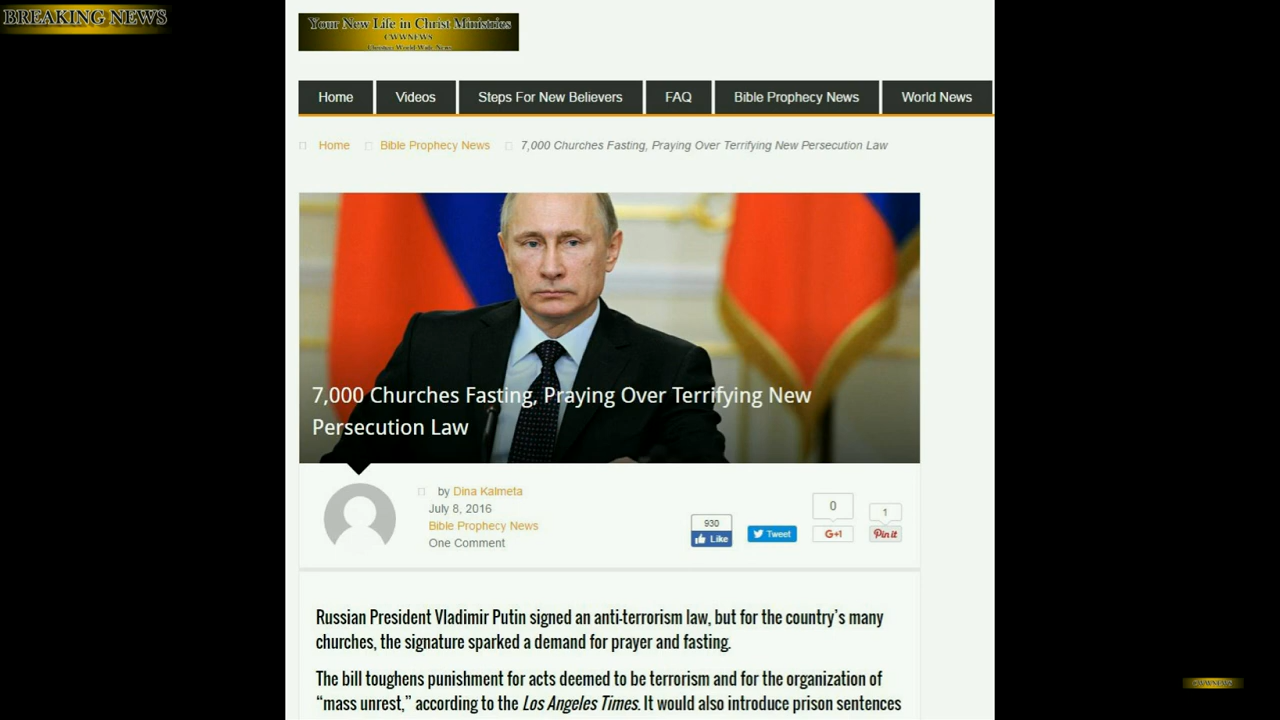 BREAKING NEWS
Your New Life in Christ Ministries
CWWNEWS
Christian World Wide News
Home Videos Steps For New Believers FAQ Bible Prophecy News World News
Home Bible Prophecy News 7,000 Churches Fasting, Praying Over Terrifying New Persecution Law
7,000 Churches Fasting, Praying Over Terrifying New
Persecution Law
by Dina Kalmeta
July 8, 2016
Bible Prophecy News
One Comment
930
Like
Tweet
0
G+1
1
Pin it
Russian President Vladimir Putin signed an anti-terrorism law, but for the country's many
churches, the signature sparked a demand for prayer and fasting.
The bill toughens punishment for acts deemed to be terrorism and for the organization of
“mass unrest,” according to the Los Angeles Times. It would also introduce prison sentences
CWWNEWS